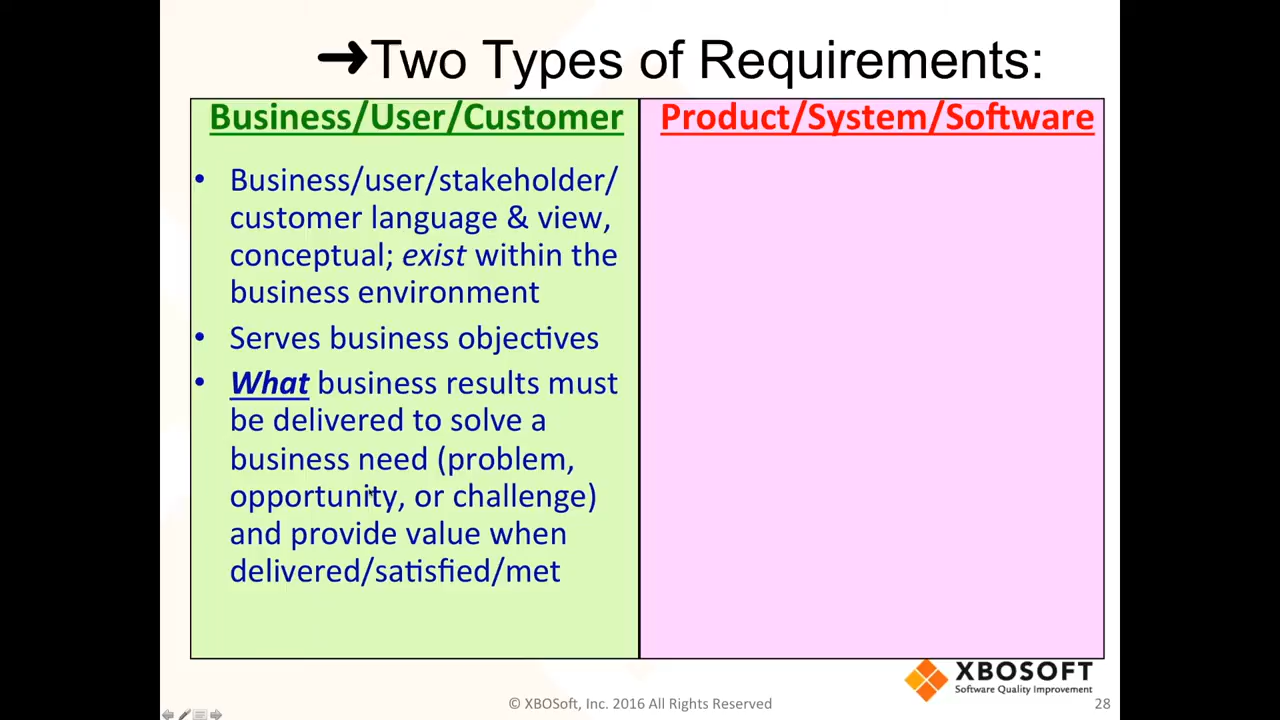 ➜Two Types of Requirements:
Business/User/Customer
• Business/user/stakeholder/
customer language & view,
conceptual; exist within the
business environment
• Serves business objectives
• What business results must
be delivered to solve a
business need (problem,
opportunity, or challenge)
and provide value when
delivered/satisfied/met
Product/System/Software
XBOSOFT
Software Quality Improvement
© XBOSoft, Inc. 2016 All Rights Reserved
28